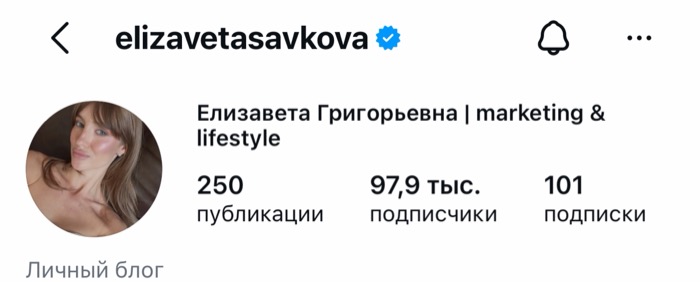 elizavetasavkova
Елизавета Григорьевна | marketing &
lifestyle
250 97,9 тыс. 101
публикации подписчики подписки
Личный блог